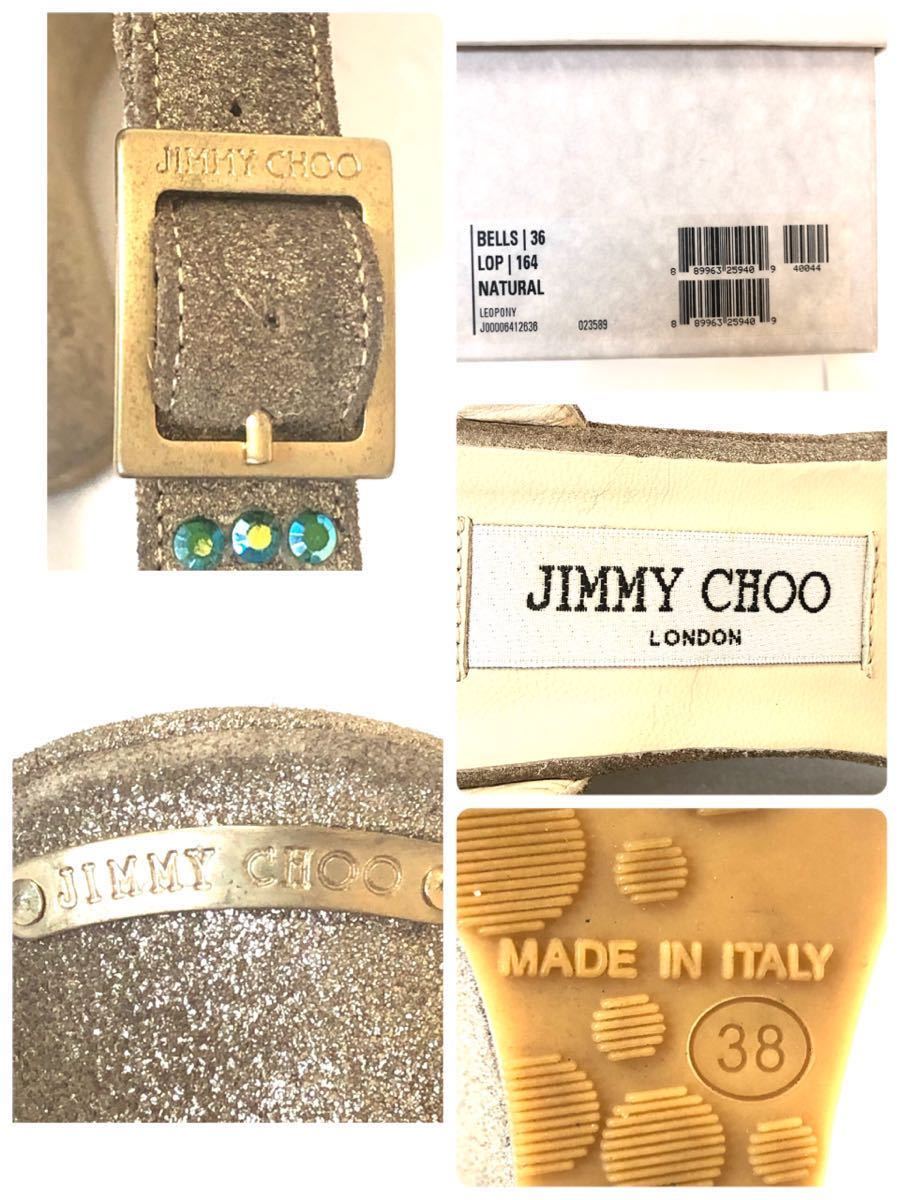 JIMMY CHOO
BELLS | 36
LOP | 164
NATURAL
LEOPONY
J00006412636 023589
8 89963 25940 9 40044
8 89963 25940 9
JIMMY CHOO
LONDON
JIMMY CHOO
MADE IN ITALY
38